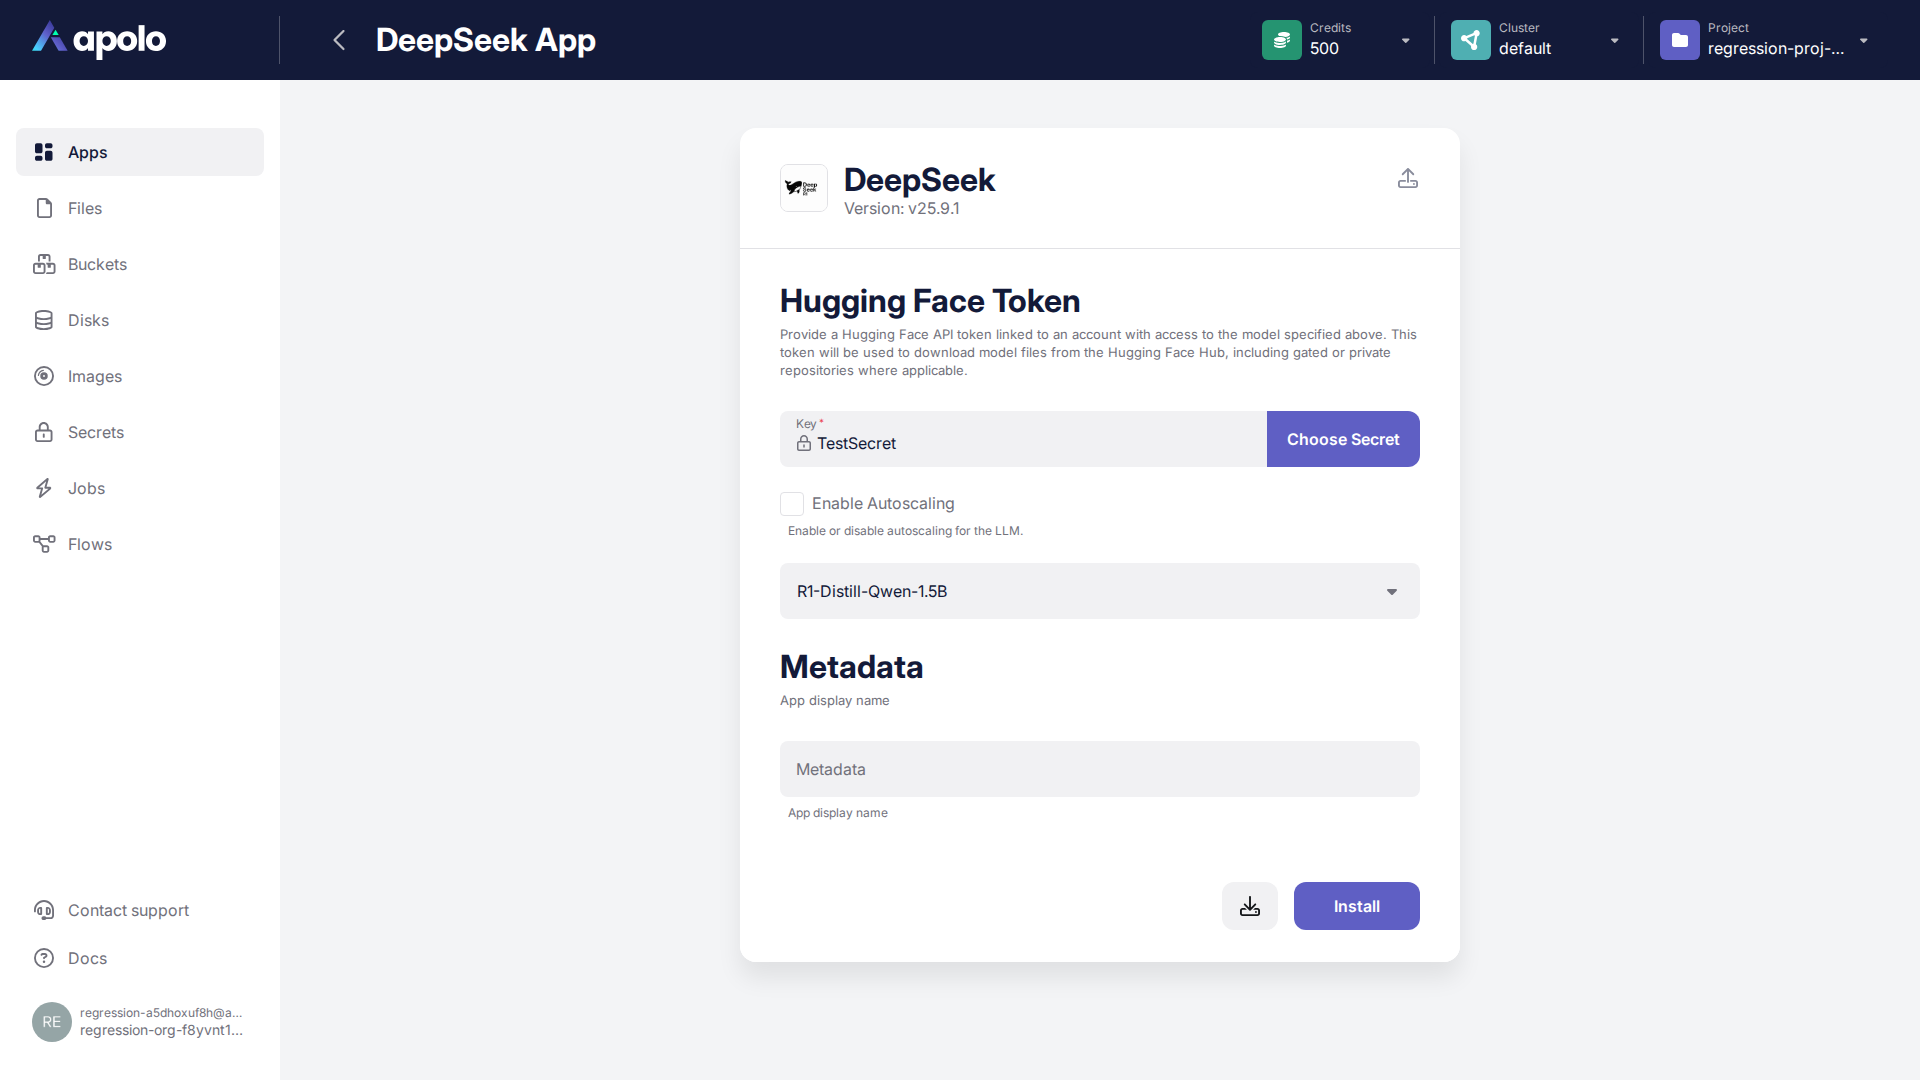 apolo
DeepSeek App
Credits
500
Cluster
default
Project
regression-proj-...
Apps
Files
Buckets
Disks
Images
Secrets
Jobs
Flows
Contact support
Docs
RE
regression-a5dhoxuf8h@a...
regression-org-f8yvnt1...
Deep
Seek
DeepSeek
Version: v25.9.1
Hugging Face Token
Provide a Hugging Face API token linked to an account with access to the model specified above. This
token will be used to download model files from the Hugging Face Hub, including gated or private
repositories where applicable.
Key *
TestSecret
Choose Secret
Enable Autoscaling
Enable or disable autoscaling for the LLM.
R1-Distill-Qwen-1.5B
Metadata
App display name
Metadata
App display name
Install